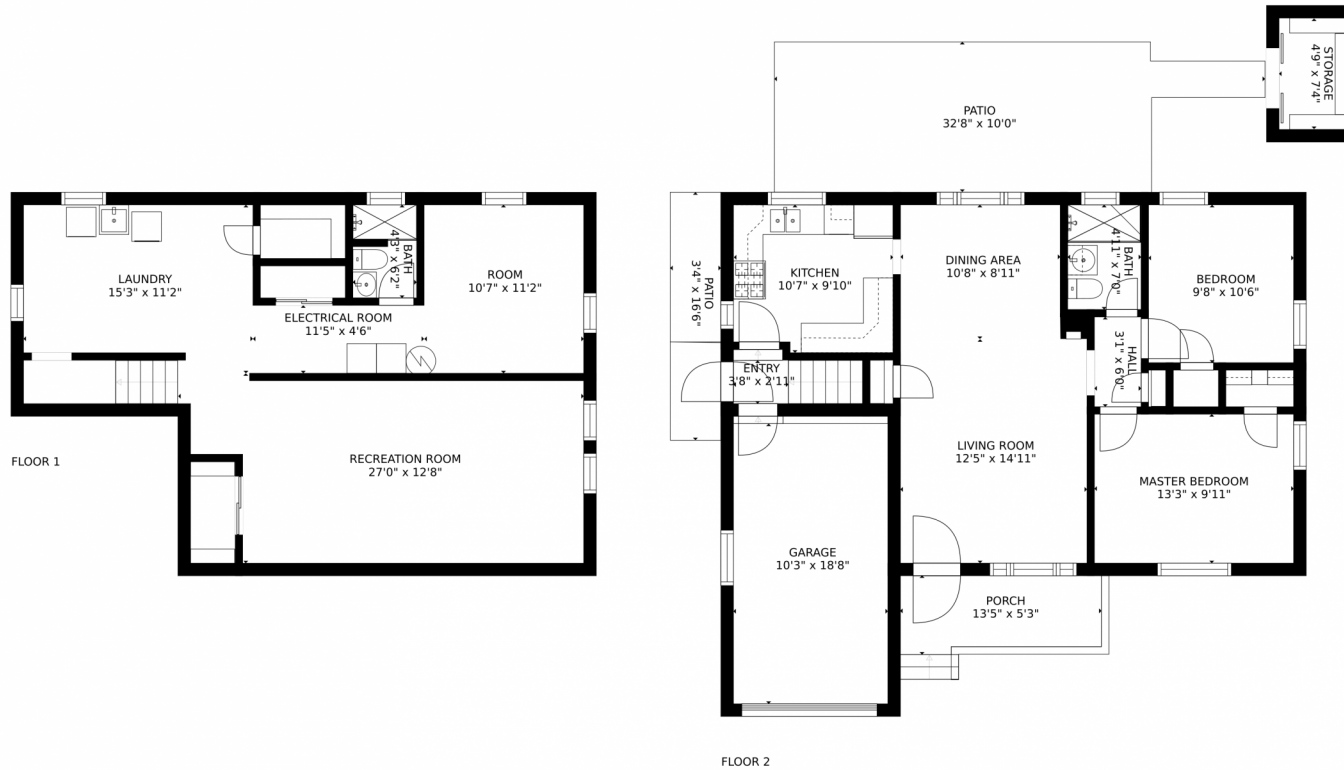 LAUNDRY
15'3" x 11'2"
BATH
4'3" x 6'2"
ROOM
10'7" x 11'2"
ELECTRICAL ROOM
11'5" x 4'6"
RECREATION ROOM
27'0" x 12'8"
FLOOR 1
STORAGE
4'9" x 7'4"
PATIO
32'8" x 10'0"
PATIO
3'4" x 16'6"
KITCHEN
10'7" x 9'10"
DINING AREA
10'8" x 8'11"
BATH
4'11" x 7'0"
BEDROOM
9'8" x 10'6"
ENTRY
3'8" x 2'11"
HALL
3'1" x 6'0"
LIVING ROOM
12'5" x 14'11"
MASTER BEDROOM
13'3" x 9'11"
GARAGE
10'3" x 18'8"
PORCH
13'5" x 5'3"
FLOOR 2